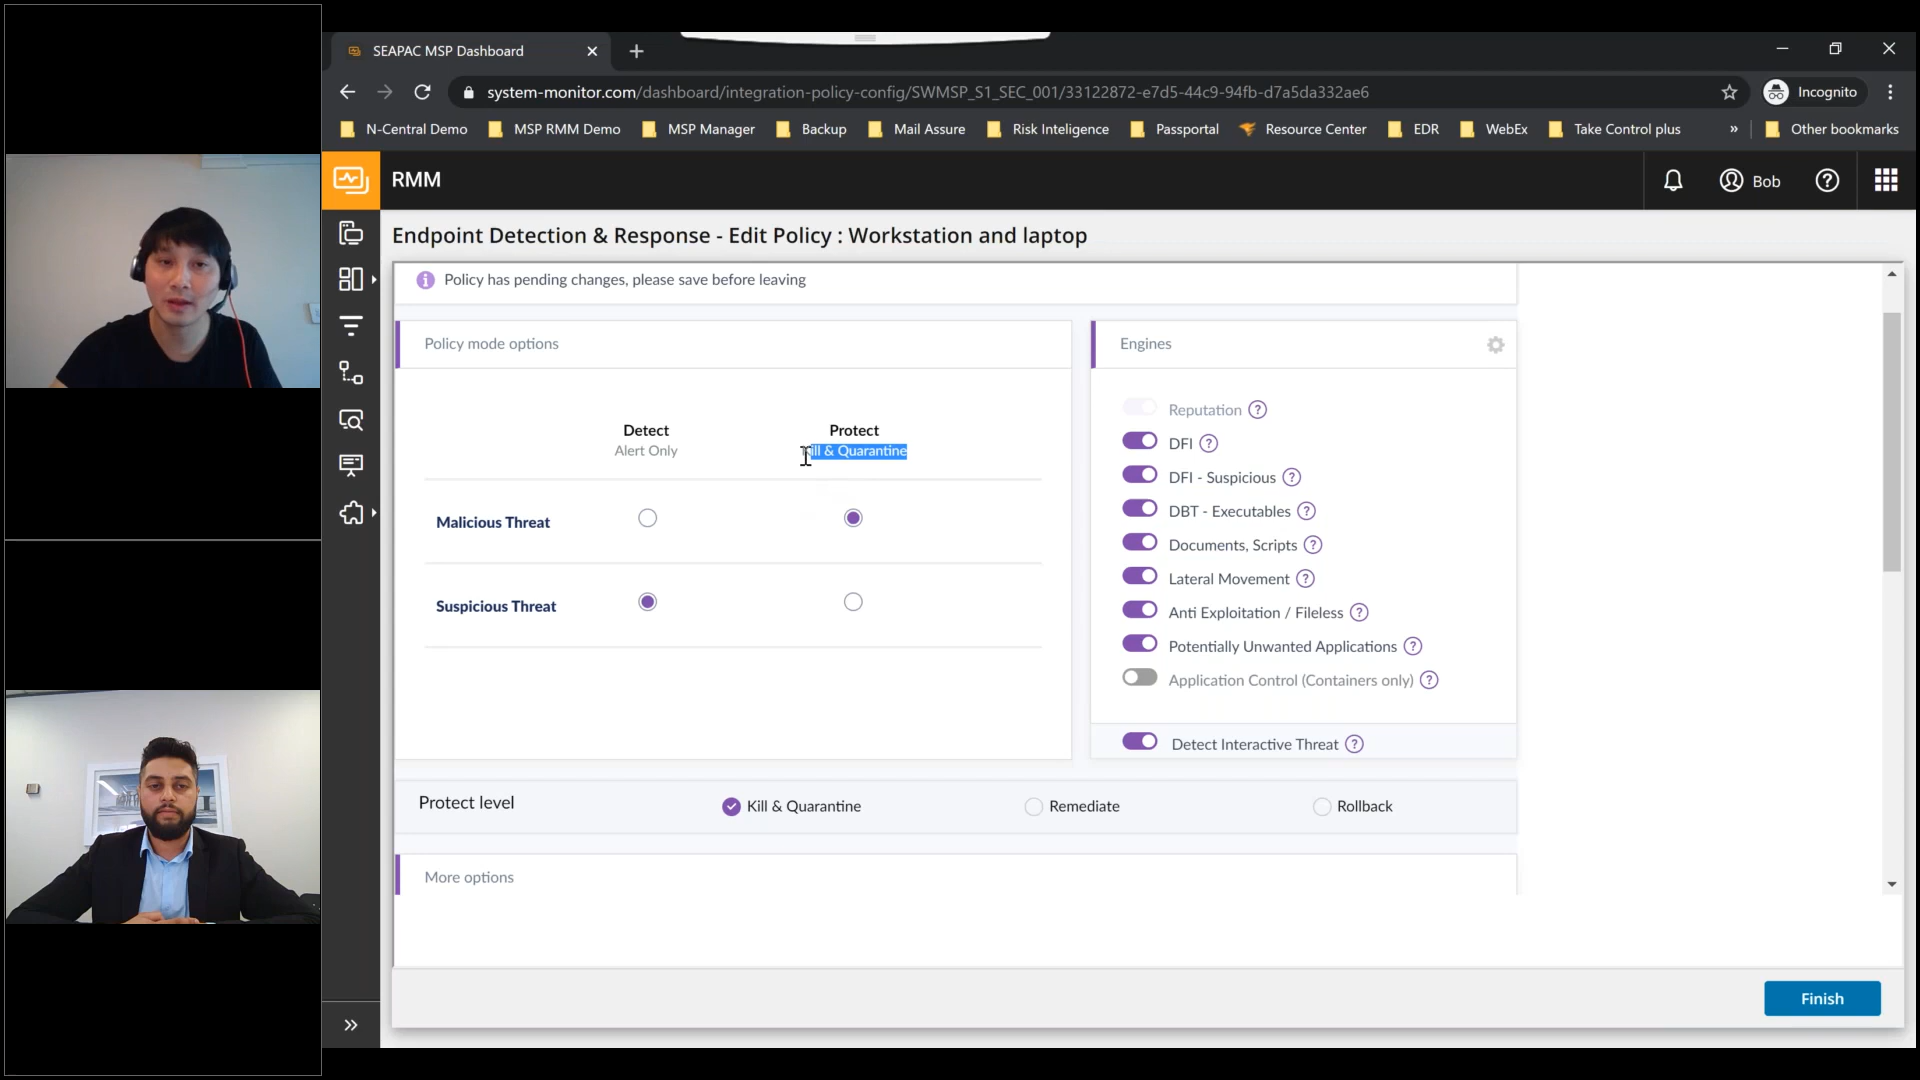 SEAPAC MSP Dashboard
system-monitor.com/dashboard/integration-policy-config/SWMSP_S1_SEC_001/33122872-e7d5-44c9-94fb-d7a5da332ae6
Incognito
N-Central Demo
MSP RMM Demo
MSP Manager
Backup
Mail Assure
Risk Inteligence
Passportal
Resource Center
EDR
WebEx
Take Control plus
»
Other bookmarks
RMM
Bob
Endpoint Detection & Response - Edit Policy : Workstation and laptop
Policy has pending changes, please save before leaving
Policy mode options
Detect
Alert Only
Protect
Kill & Quarantine
Malicious Threat
Suspicious Threat
Engines
Reputation
DFI
DFI - Suspicious
DBT - Executables
Documents, Scripts
Lateral Movement
Anti Exploitation / Fileless
Potentially Unwanted Applications
Application Control (Containers only)
Detect Interactive Threat
Protect level
Kill & Quarantine
Remediate
Rollback
More options
Finish